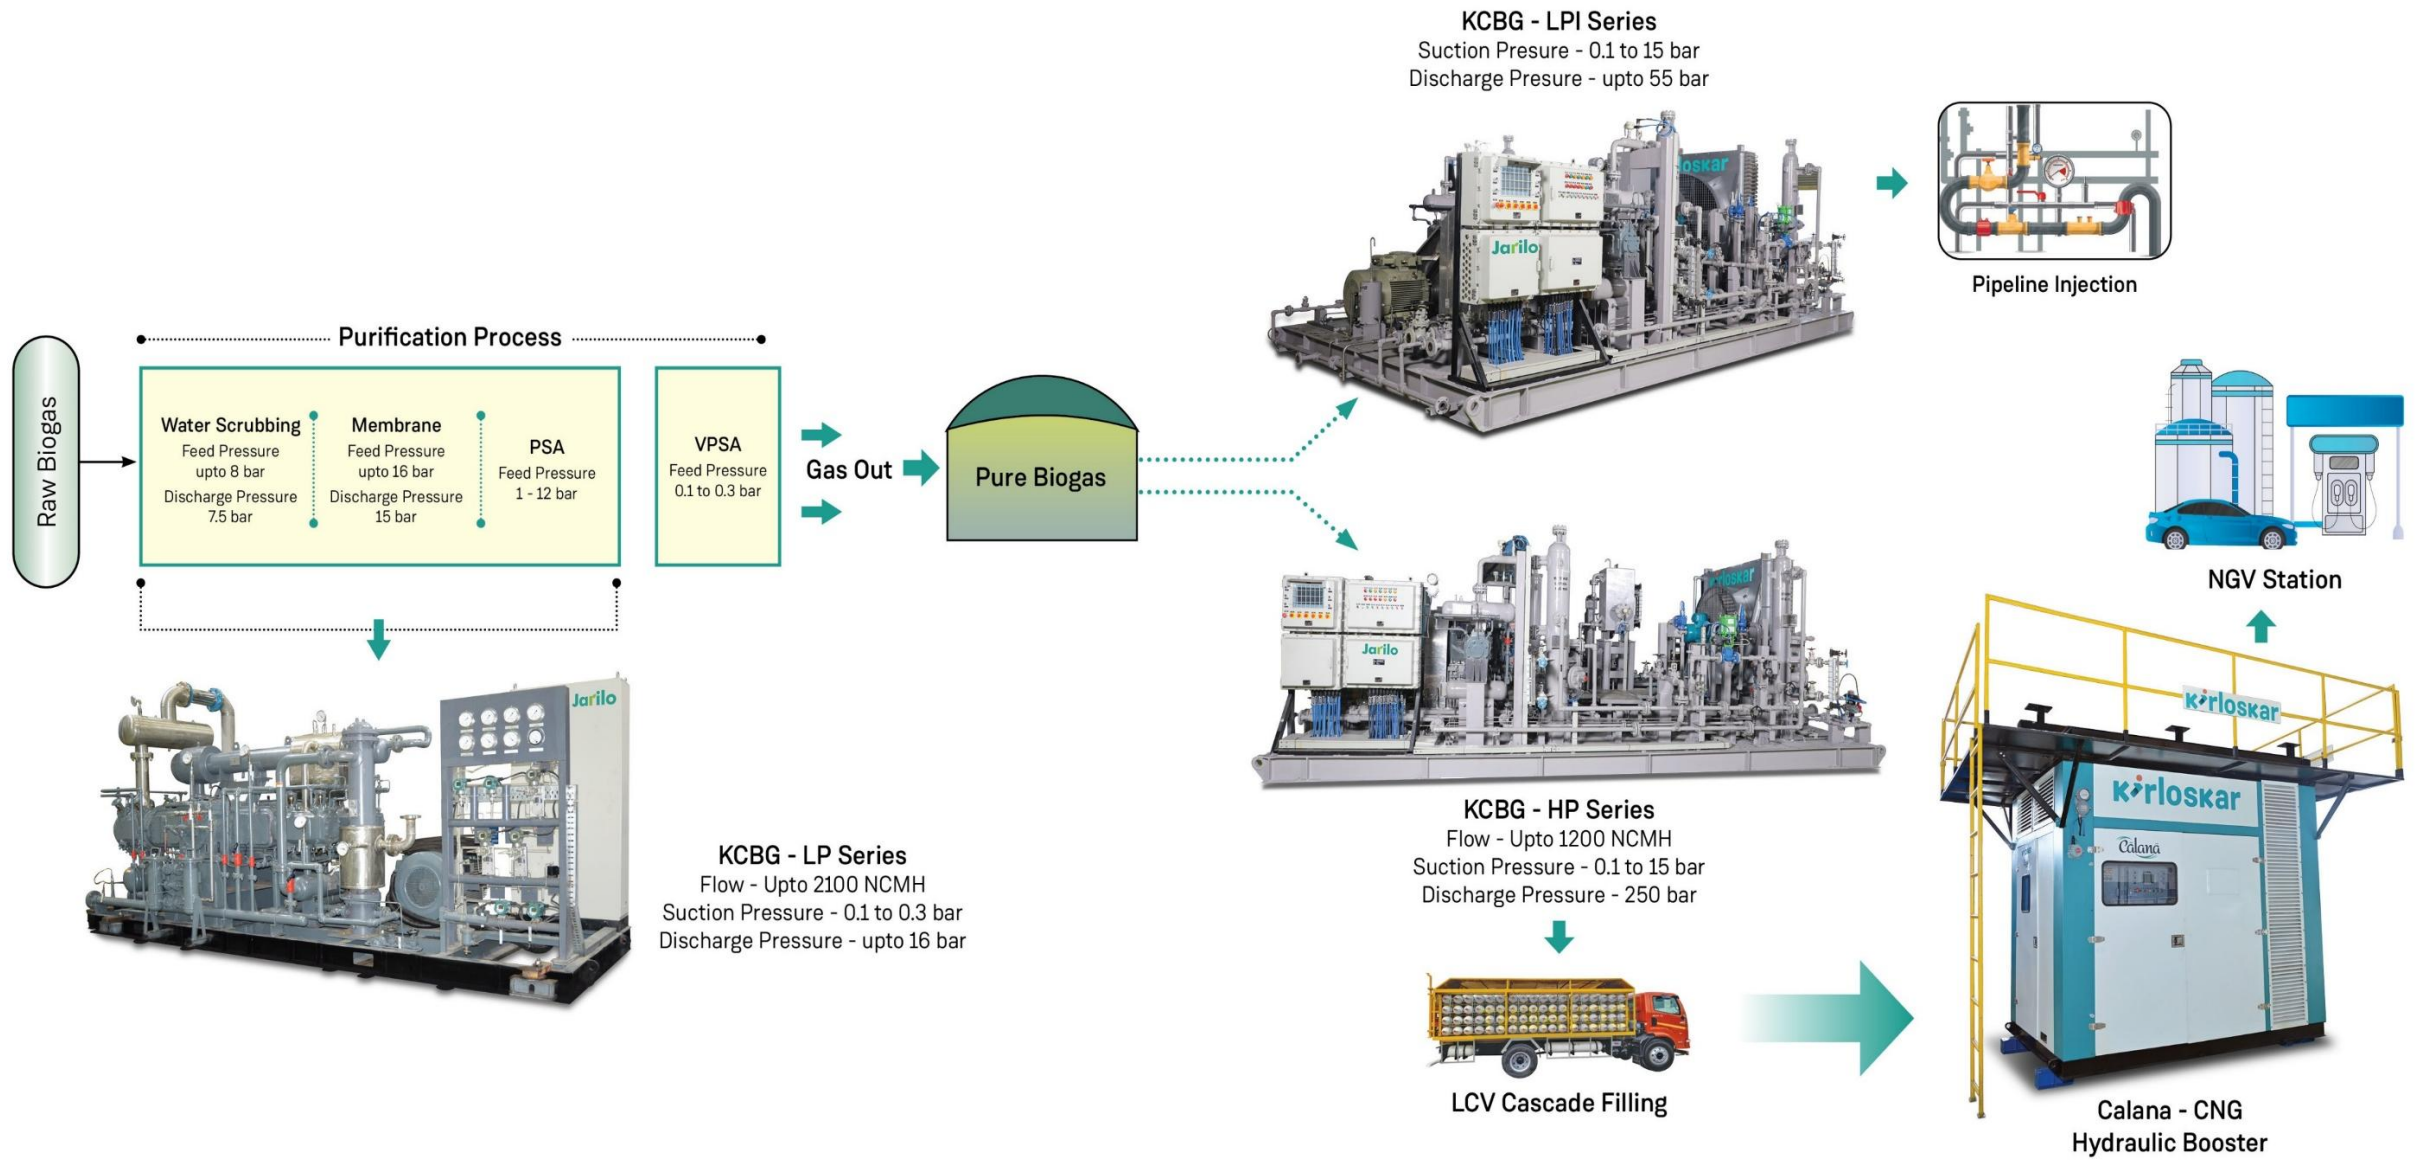 KCBG - LPI Series
Suction Presure - 0.1 to 15 bar
Discharge Presure - upto 55 bar
loskar
Jarilo
Pipeline Injection
Raw Biogas
Purification Process
Water Scrubbing
Feed Pressure
upto 8 bar
Discharge Pressure
7.5 bar
Membrane
Feed Pressure
upto 16 bar
Discharge Pressure
15 bar
PSA
Feed Pressure
1 - 12 bar
VPSA
Feed Pressure
0.1 to 0.3 bar
Gas Out
Pure Biogas
Jarilo
KCBG - LP Series
Flow - Upto 2100 NCMH
Suction Pressure - 0.1 to 0.3 bar
Discharge Pressure - upto 16 bar
kirloskar
Jarilo
KCBG - HP Series
Flow - Upto 1200 NCMH
Suction Pressure - 0.1 to 15 bar
Discharge Pressure - 250 bar
LCV Cascade Filling
NGV Station
kirloskar
kirloskar
Calana
Calana - CNG
Hydraulic Booster